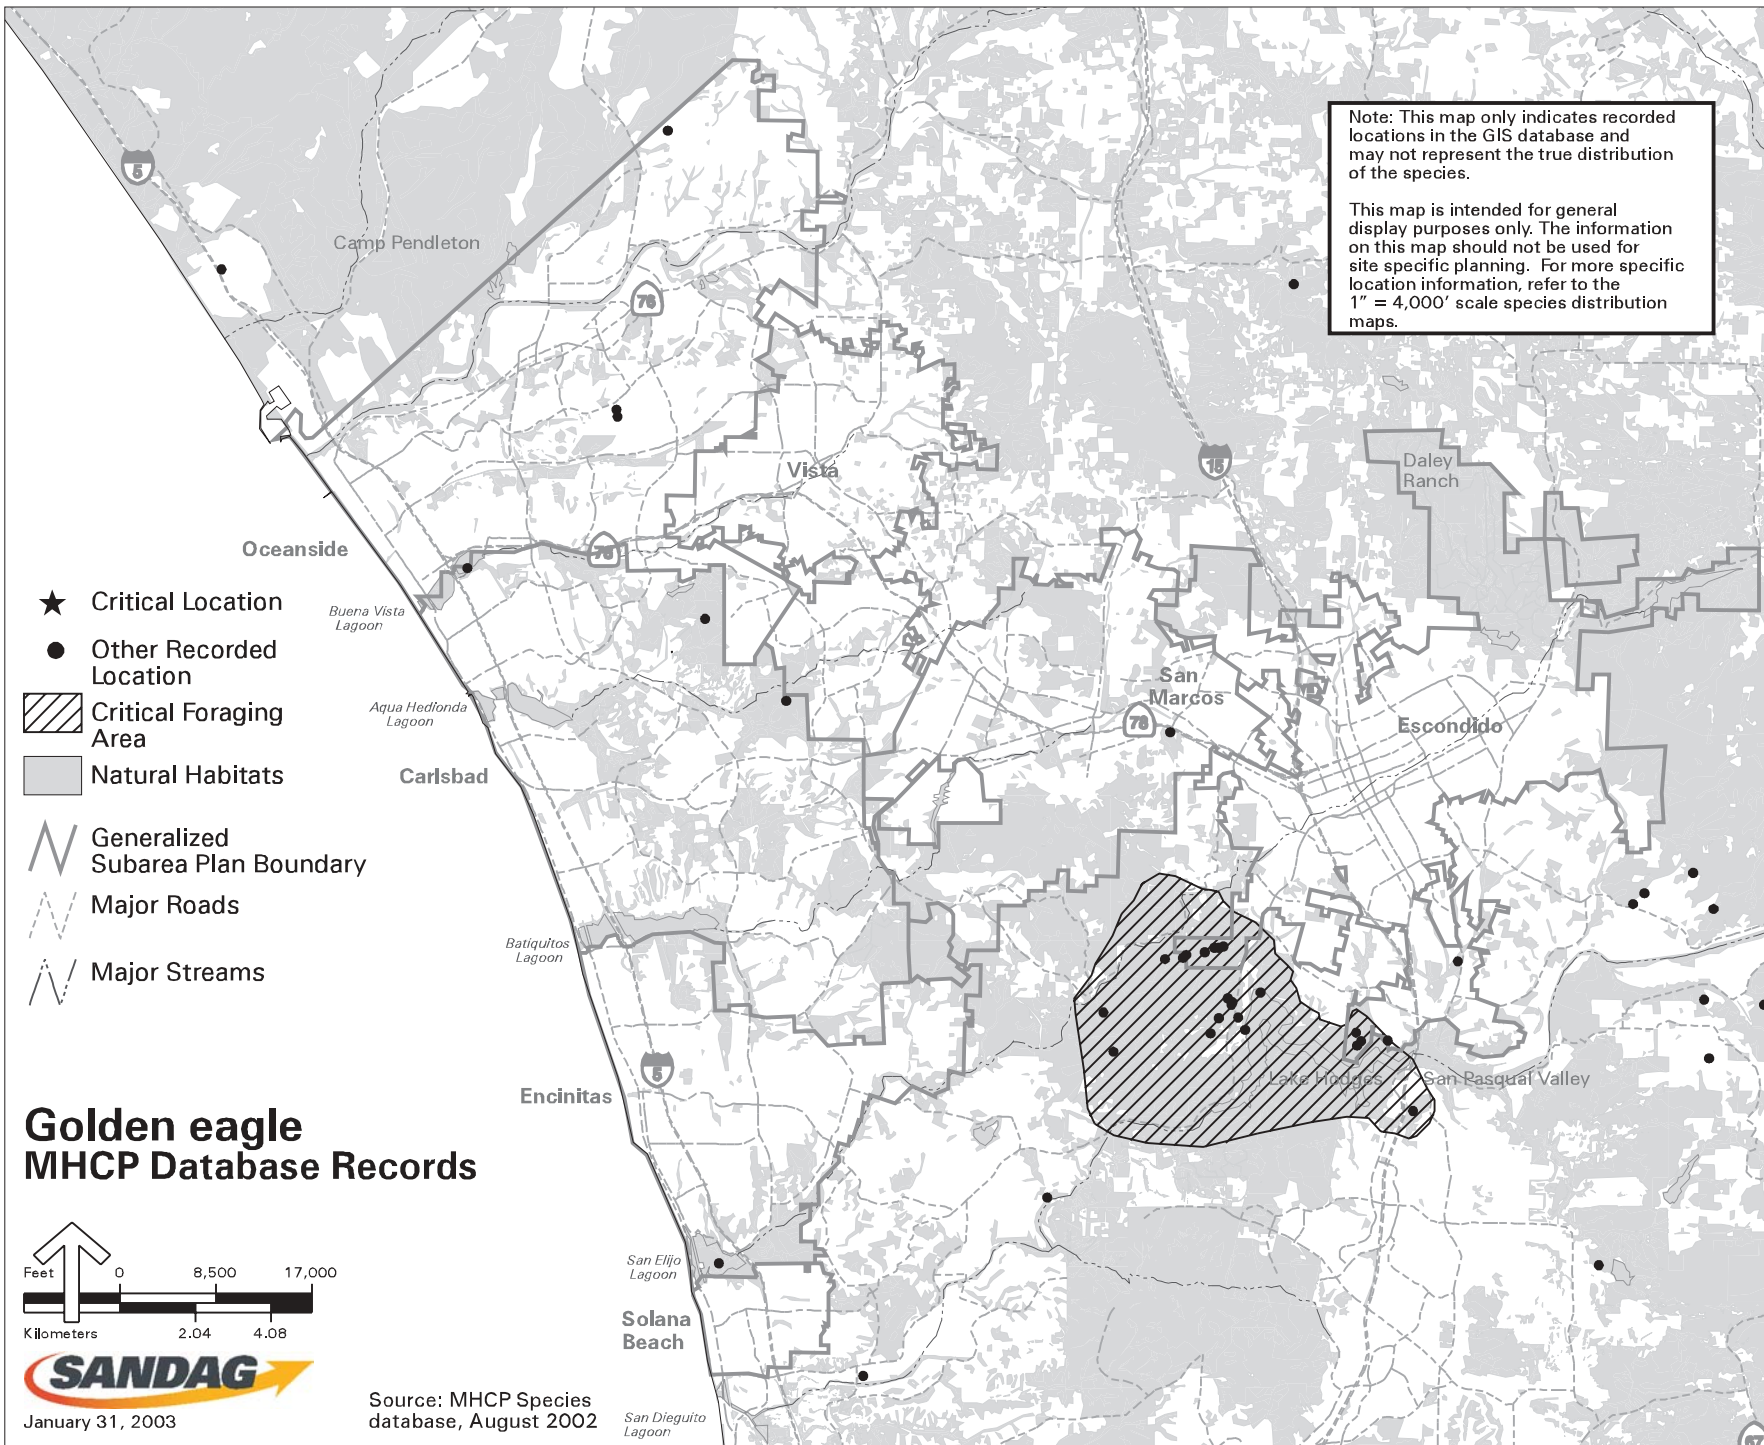 Note: This map only indicates recorded
locations in the GIS database and
may not represent the true distribution
of the species.
This map is intended for general
display purposes only. The information
on this map should not be used for
site specific planning. For more specific
location information, refer to the
1” = 4,000’ scale species distribution
maps.
5
Camp Pendleton
76
15
Daley
Ranch
Vista
Oceanside
78
Critical Location
Other Recorded
Location
Critical Foraging
Area
Natural Habitats
Generalized
Subarea Plan Boundary
Major Roads
Major Streams
Buena Vista
Lagoon
Aqua Hedionda
Lagoon
San
Marcos
78
Escondido
Carlsbad
Batiquitos
Lagoon
5
Encinitas
Lake Hodges
San Pasqual Valley
Golden eagle
MHCP Database Records
San Elijo
Lagoon
Feet 0 8,500 17,000
Kilometers 2.04 4.08
Solana
Beach
SANDAG
January 31, 2003
Source: MHCP Species
database, August 2002
San Dieguito
Lagoon
67